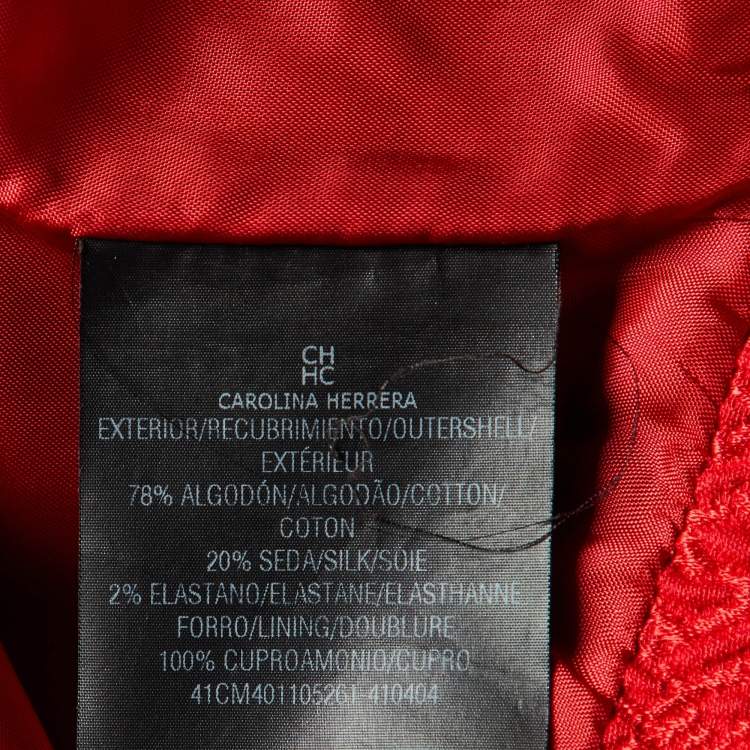 CH
HC
CAROLINA HERRERA
EXTERIOR/RECUBRIMIENTO/OUTERSHELL/
EXTÉRIEUR
78% ALGODÓN/ALGODÃO/COTTON/
COTON
20% SEDA/SILK/SOIE
2% ELASTANO/ELASTANE/ELASTHANNE
FORRO/LINING/DOUBLURE
100% CUPROAMONIO/CUPRO
41CM401105261-410404